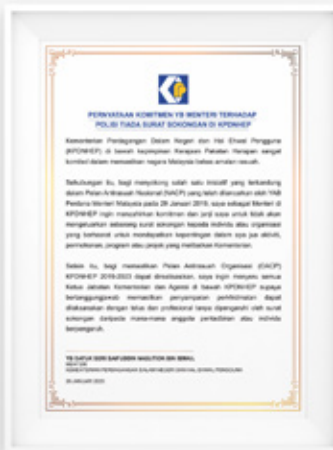 PERNYATAAN KOMITMEN YB MENTERI TERHADAP
POLISI TIADA SURAT SOKONGAN DI KPDNHEP
Kementerian Perdagangan Dalam Negeri dan Hal Ehwal Pengguna
(KPDNHEP) di bawah kepimpinan Kerajaan Pakatan Harapan sangat
komited dalam memastikan negara Malaysia bebas amalan rasuah.
Sehubungan itu, bagi menyokong salah satu inisiatif yang terkandung
dalam Pelan Antirasuah Nasional (NACP) yang telah dilancarkan oleh YAB
Perdana Menteri Malaysia pada 29 Januari 2019, saya sebagai Menteri di
KPDNHEP ingin menzahirkan komitmen dan janji saya untuk tidak akan
mengeluarkan sebarang surat sokongan kepada individu atau organisasi
yang berhasrat untuk mendapatkan kepentingan dalam apa jua aktiviti,
permohonan, program atau projek yang melibatkan Kementerian.
Selain itu, bagi memastikan Pelan Antirasuah Organisasi (OACP)
KPDNHEP 2019-2023 dapat direalisasikan, saya ingin menyeru semua
Ketua Jabatan Kementerian dan Agensi di bawah KPDNHEP supaya
bertanggungjawab memastikan penyampaian perkhidmatan dapat
dilaksanakan dengan telus dan profesional tanpa dipengaruhi oleh surat
sokongan daripada mana-mana anggota pentadbiran atau individu
berpengaruh.
YB DATUK SERI SAIFUDDIN NASUTION BIN ISMAIL
MENTERI
KEMENTERIAN PERDAGANGAN DALAM NEGERI DAN HAL EHWAL PENGGUNA
JANUARI 2020